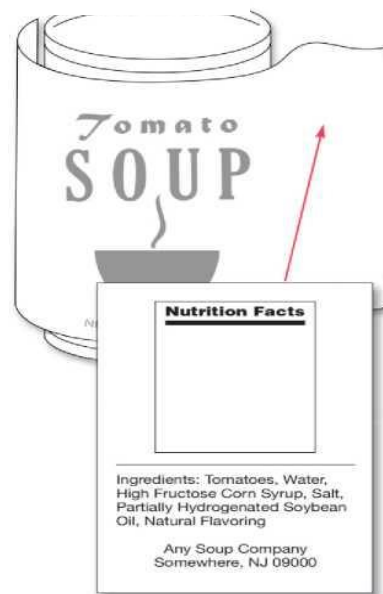 Tomato
SOUP
Nutrition Facts
Ingredients: Tomatoes, Water,
High Fructose Corn Syrup, Salt,
Partially Hydrogenated Soybean
Oil, Natural Flavoring
Any Soup Company
Somewhere, NJ 09000